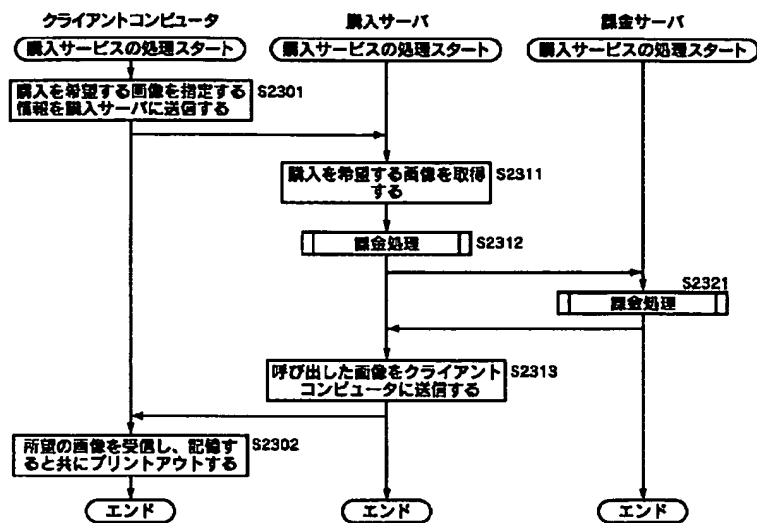 クライアントコンピュータ
購入サーバ
課金サーバ
購入サービスの処理スタート
購入サービスの処理スタート
購入サービスの処理スタート
購入を希望する画像を指定する
情報を購入サーバに送信する
S2301
購入を希望する画像を取得
する
S2311
課金処理
S2312
S2321
課金処理
呼び出した画像をクライアント
コンピュータに送信する
S2313
所望の画像を受信し、記憶す
ると共にプリントアウトする
S2302
エンド
エンド
エンド